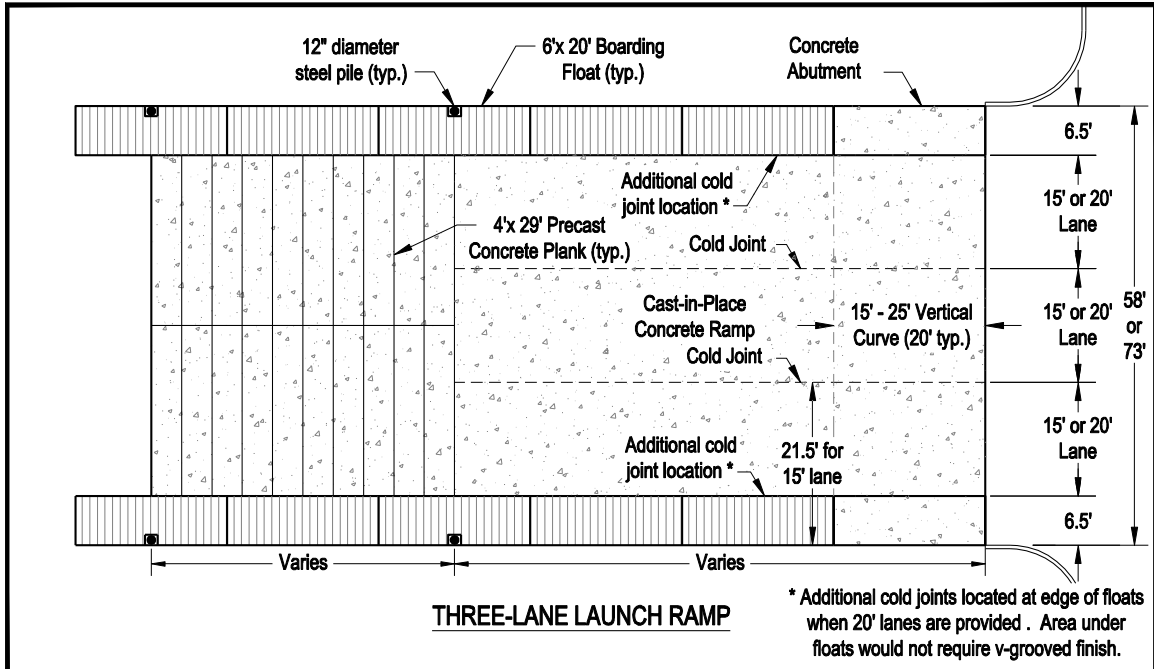 12" diameter
steel pile (typ.)
6'x 20' Boarding
Float (typ.)
Concrete
Abutment
6.5'
Additional cold
joint location *
15' or 20'
Lane
4'x 29' Precast
Concrete Plank (typ.)
Cold Joint
Cast-in-Place
Concrete Ramp
15' - 25' Vertical
Curve (20' typ.)
15' or 20'
Lane
58'
or
73'
Cold Joint
Additional cold
joint location *
21.5' for
15' lane
15' or 20'
Lane
6.5'
Varies
Varies
THREE-LANE LAUNCH RAMP
* Additional cold joints located at edge of floats
when 20' lanes are provided . Area under
floats would not require v-grooved finish.